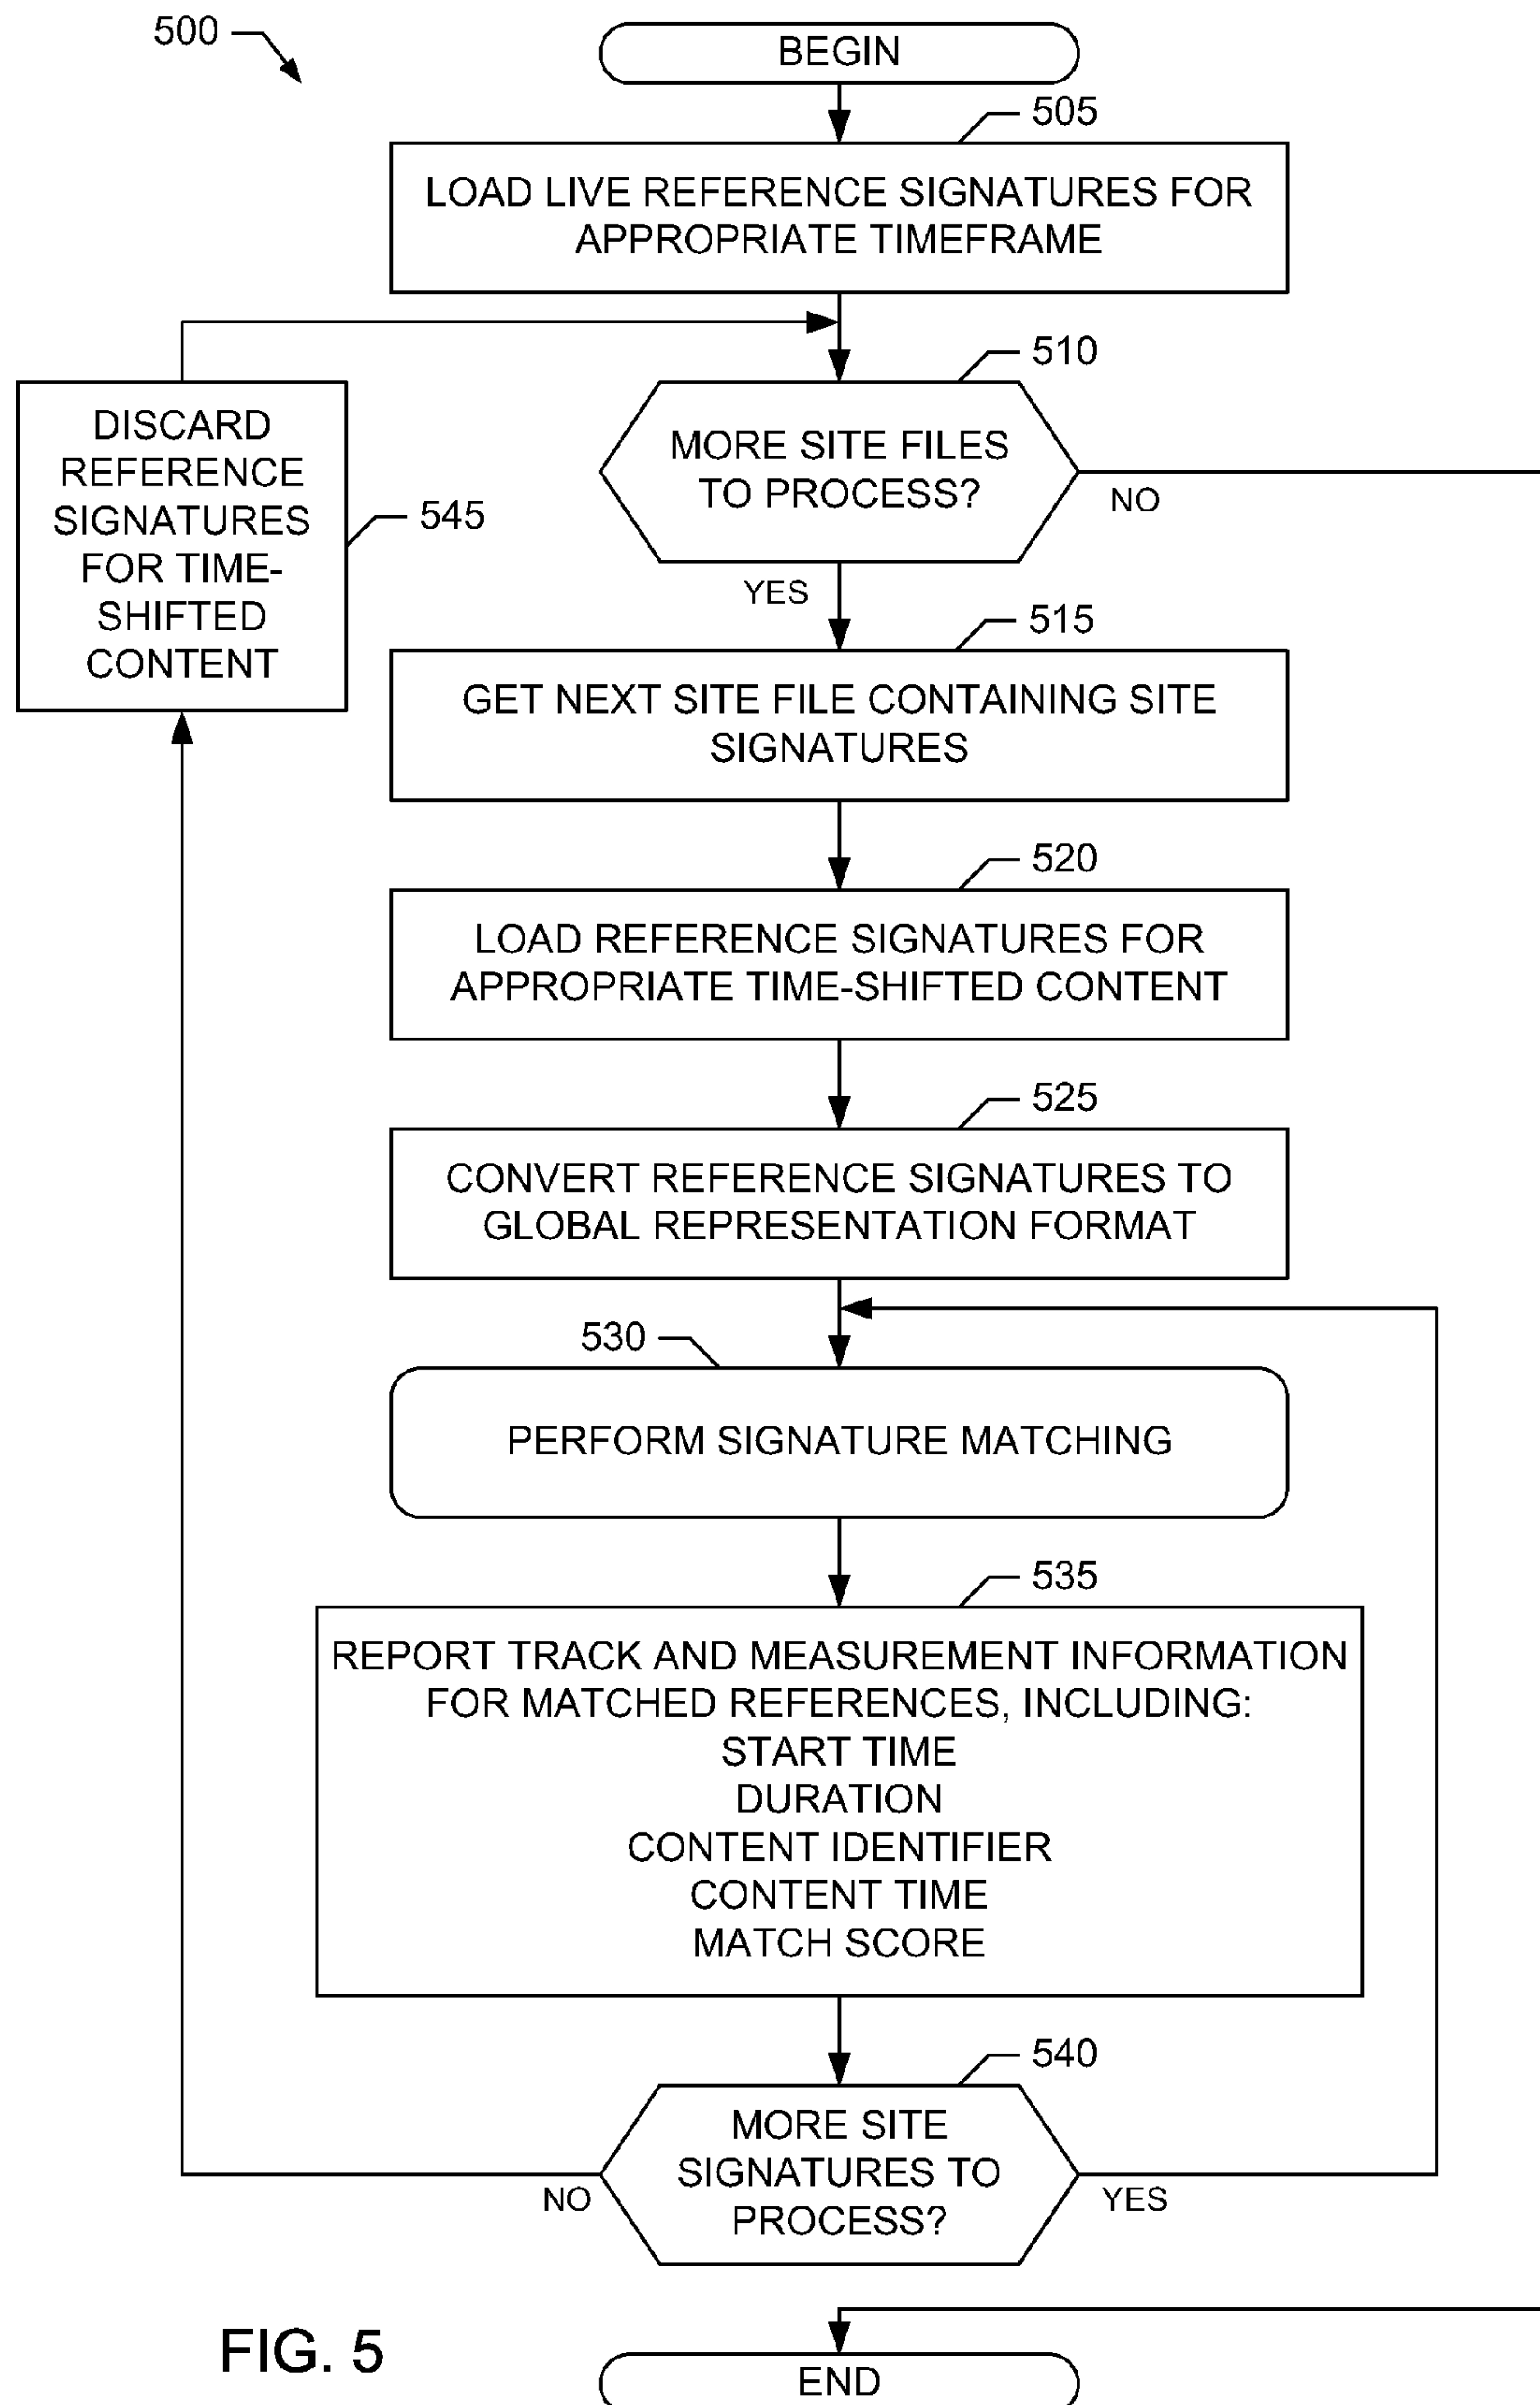 500
BEGIN
505
LOAD LIVE REFERENCE SIGNATURES FOR
APPROPRIATE TIMEFRAME
510
MORE SITE FILES
TO PROCESS?
NO
YES
DISCARD
REFERENCE
SIGNATURES
FOR TIME-
SHIFTED
CONTENT
545
515
GET NEXT SITE FILE CONTAINING SITE
SIGNATURES
520
LOAD REFERENCE SIGNATURES FOR
APPROPRIATE TIME-SHIFTED CONTENT
525
CONVERT REFERENCE SIGNATURES TO
GLOBAL REPRESENTATION FORMAT
530
PERFORM SIGNATURE MATCHING
535
REPORT TRACK AND MEASUREMENT INFORMATION
FOR MATCHED REFERENCES, INCLUDING:
START TIME
DURATION
CONTENT IDENTIFIER
CONTENT TIME
MATCH SCORE
540
MORE SITE
SIGNATURES TO
PROCESS?
NO
YES
FIG. 5
END